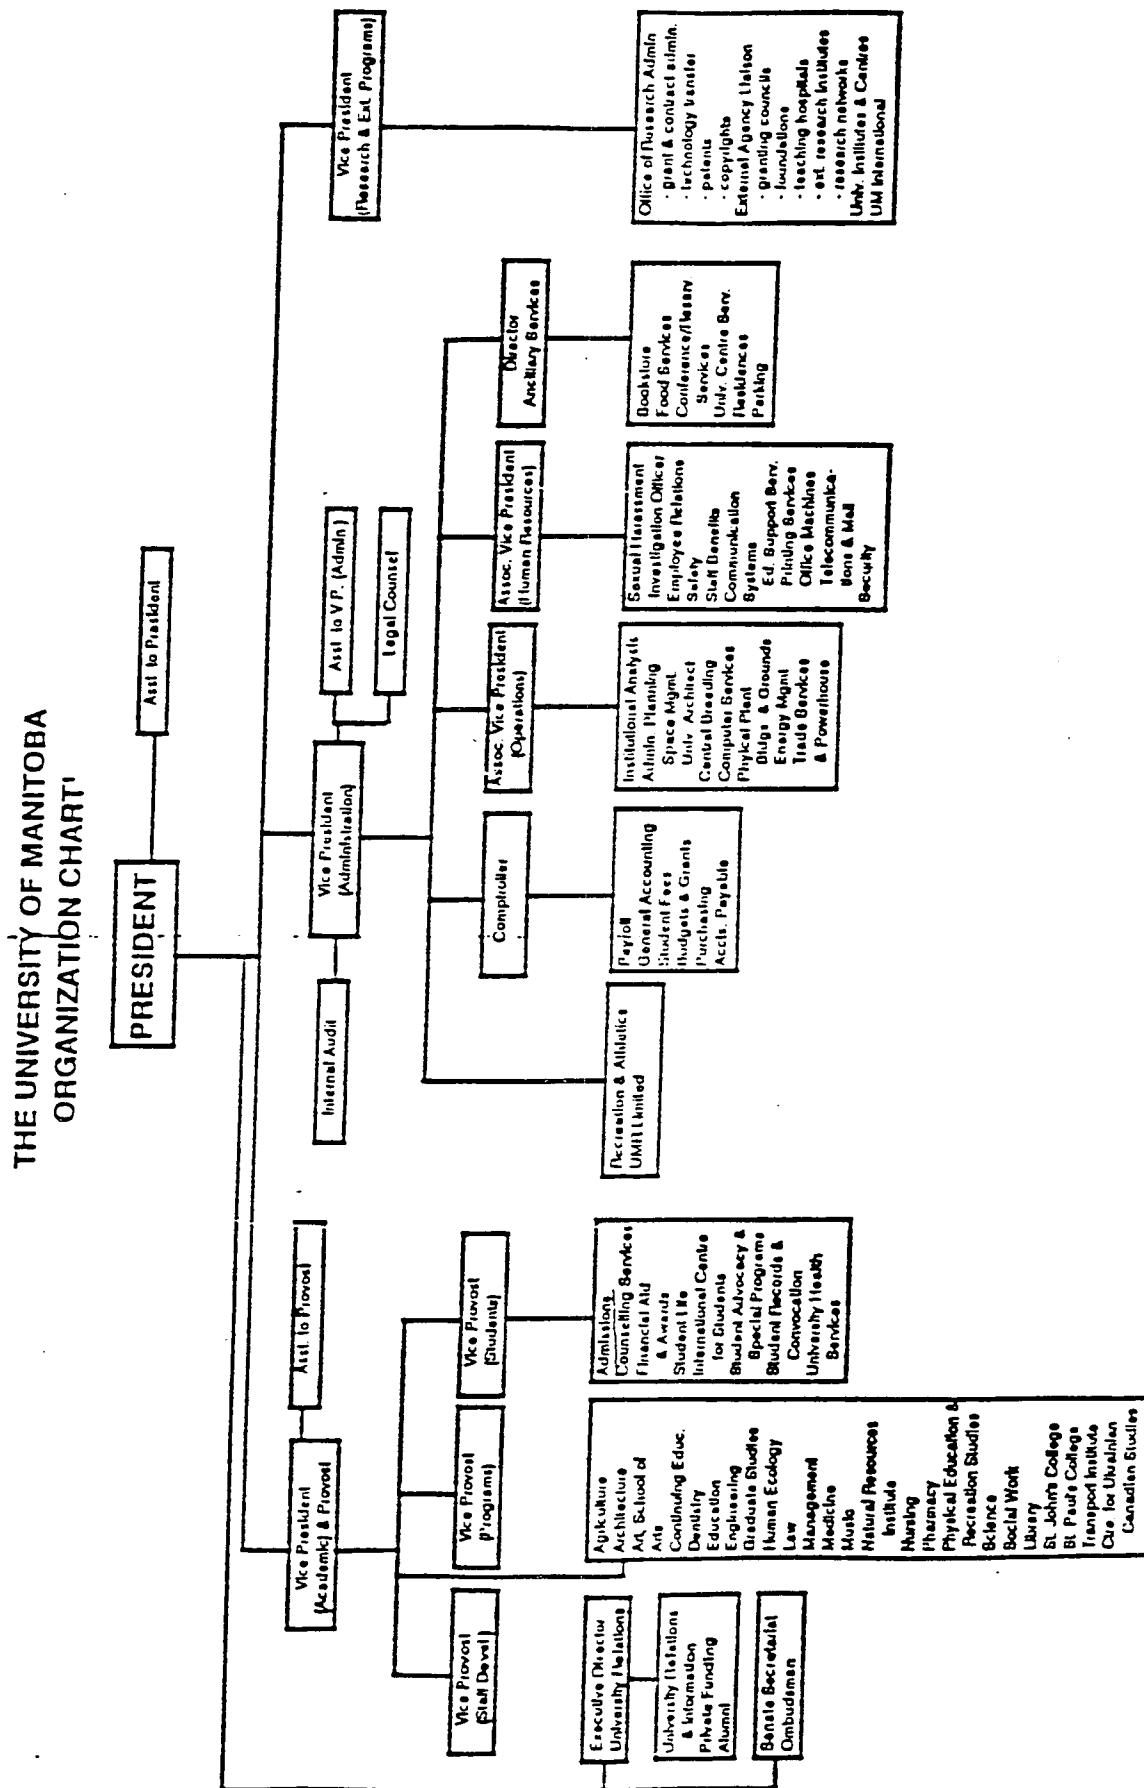 THE UNIVERSITY OF MANITOBA
ORGANIZATION CHART'
PRESIDENT
Asst to President
Vice President
(Academic) & Provost
Asst. to Provost
Internal Audit
Vice President
(Administration)
Asst to V.P. (Admin)
Legal Counsel
Vice President
(Research & Ext. Programs)
Vice Provost
(Staff Devel)
Vice Provost
(Programs)
Vice Provost
(Students)
Comptroller
Assoc. Vice President
(Operations)
Assoc. Vice President
(Human Resources)
Director
Ancillary Services
Executive Director
University Relations
University Relations
& Information
Private Funding
Alumni
Senate Secretariat
Ombudsman
Agriculture
Architecture
Art, School of
Arts
Continuing Educ.
Dentistry
Education
Engineering
Graduate Studies
Human Ecology
Law
Management
Medicine
Music
Natural Resources
Institute
Nursing
Pharmacy
Physical Education &
Recreation Studies
Science
Social Work
Library
St. John's College
St. Paul's College
Transport Institute
Ctre. for Ukrainian
Canadian Studies
Admissions
Counselling Services
Financial Aid
& Awards
Student Life
International Centre
for Students
Student Advocacy &
Special Programs
Student Records &
Convocation
University Health
Services
Recreation & Athletics
Limited
Payroll
General Accounting
Student Fees
Budgets & Grants
Purchasing
Accts. Payable
Institutional Analysis
Admin. Planning
Space Mgmt
Univ. Architect
Central Breeding
Computer Services
Phyical Plant
Bldgs & Grounds
Energy Mgmt
Trade Services
& Powerhouse
Sexual Harassment
Investigation Officer
Employee Relations
Safety
Staff Benefits
Communication
Systems
Ed. Support Serv.
Printing Services
Office Machines
Telecommunica-
tions & Mail
Security
Bookstore
Food Services
Conference/Reserv.
Services
Univ. Centre Serv.
Residences
Parking
Office of Research Admin
- grant & contract admin.
- technology transfer
- patents
- copyrights
External Agency Liaison
- granting councils
- foundations
- teaching hospitals
- ext. research institutes
- research networks
Univ. Institutes & Centres
UM International